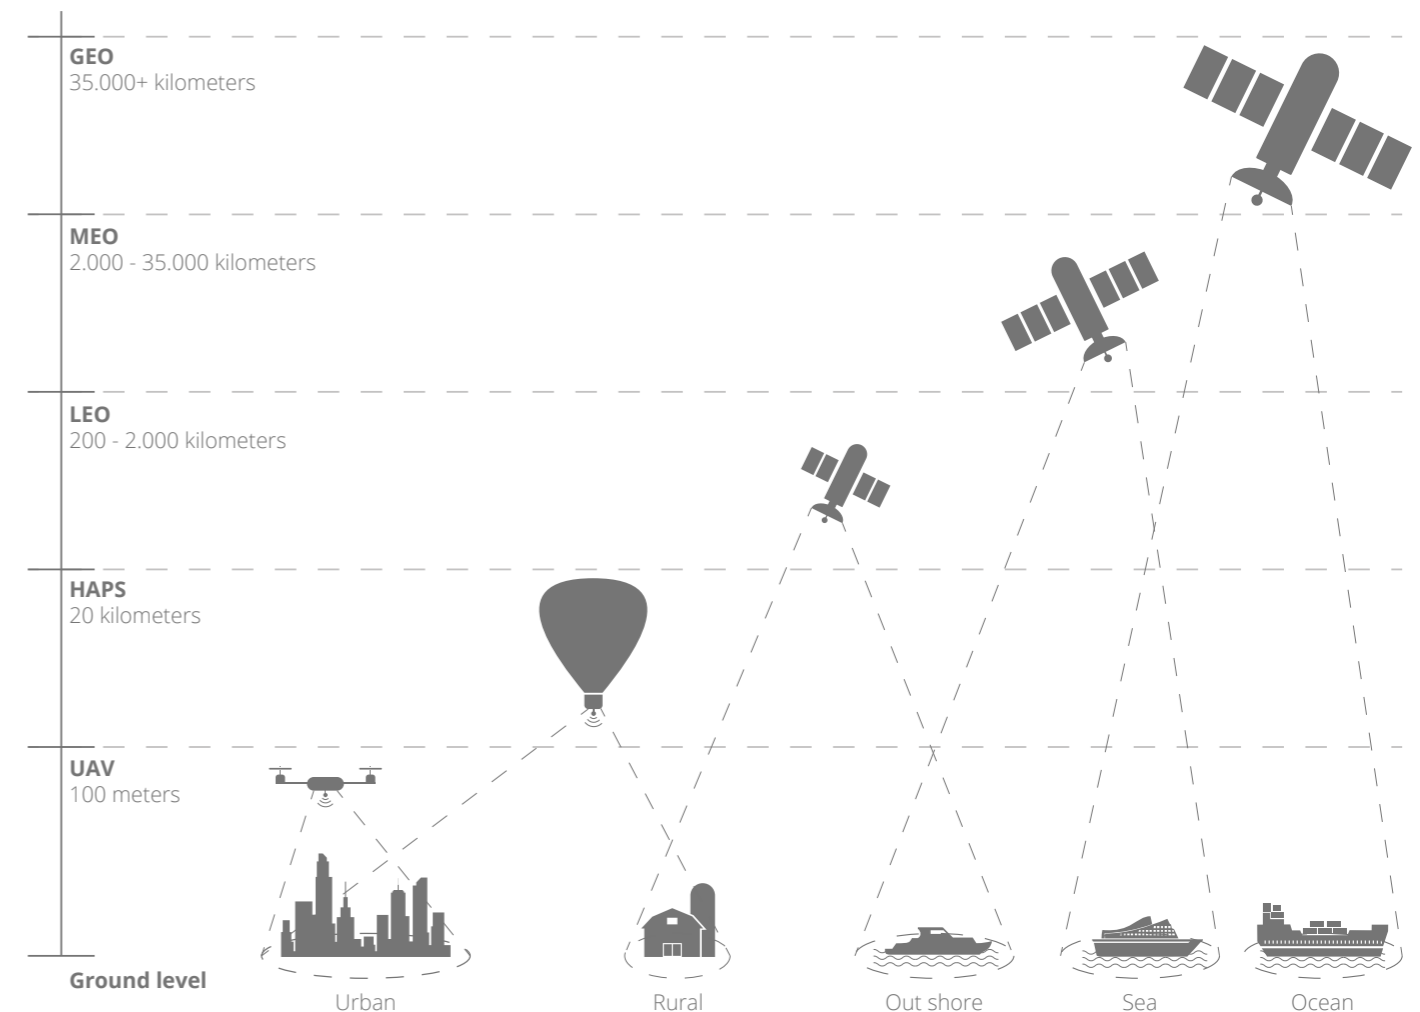 GEO
35.000+ kilometers
MEO
2.000 - 35.000 kilometers
LEO
200 - 2.000 kilometers
HAPS
20 kilometers
UAV
100 meters
Ground level
Urban
Rural
Out shore
Sea
Ocean